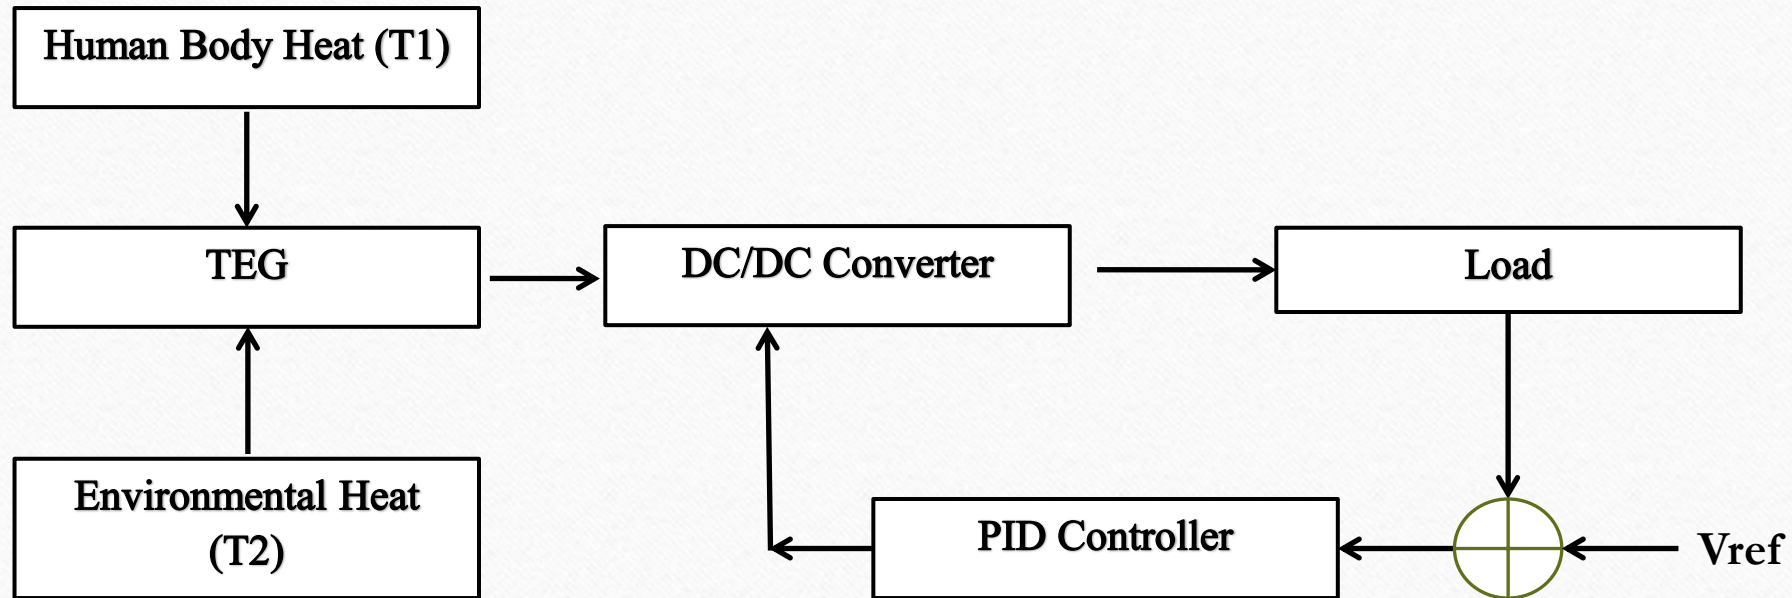 Human Body Heat (T1)
TEG
DC/DC Converter
Load
Environmental Heat
(T2)
PID Controller
Vref